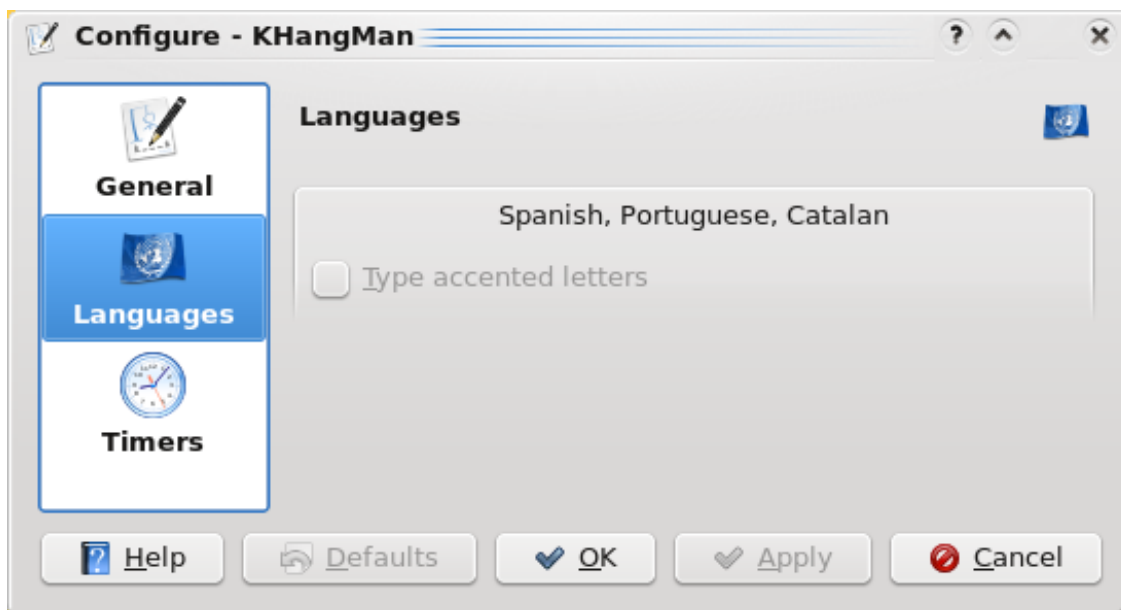 Configure - KHangMan
General
Languages
Timers
Languages
Spanish, Portuguese, Catalan
Type accented letters
Help Defaults OK Apply Cancel